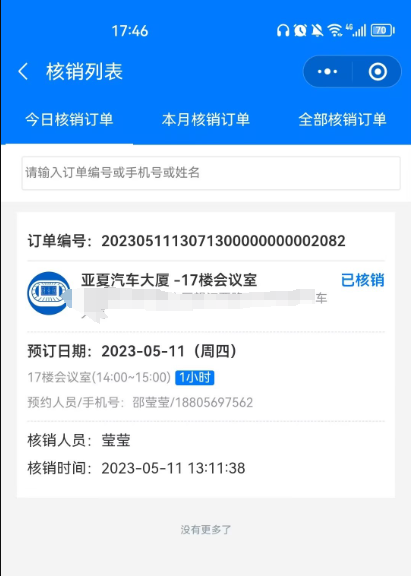 17:46
4G
70
核销列表
今日核销订单
本月核销订单
全部核销订单
请输入订单编号或手机号或姓名
订单编号：2023051113071300000000002082
亚夏汽车大厦 -17楼会议室
已核销
车
预订日期：2023-05-11（周四）
17楼会议室(14:00~15:00) 1小时
预约人员/手机号：邵莹莹/18805697562
核销人员：莹莹
核销时间：2023-05-11 13:11:38
没有更多了